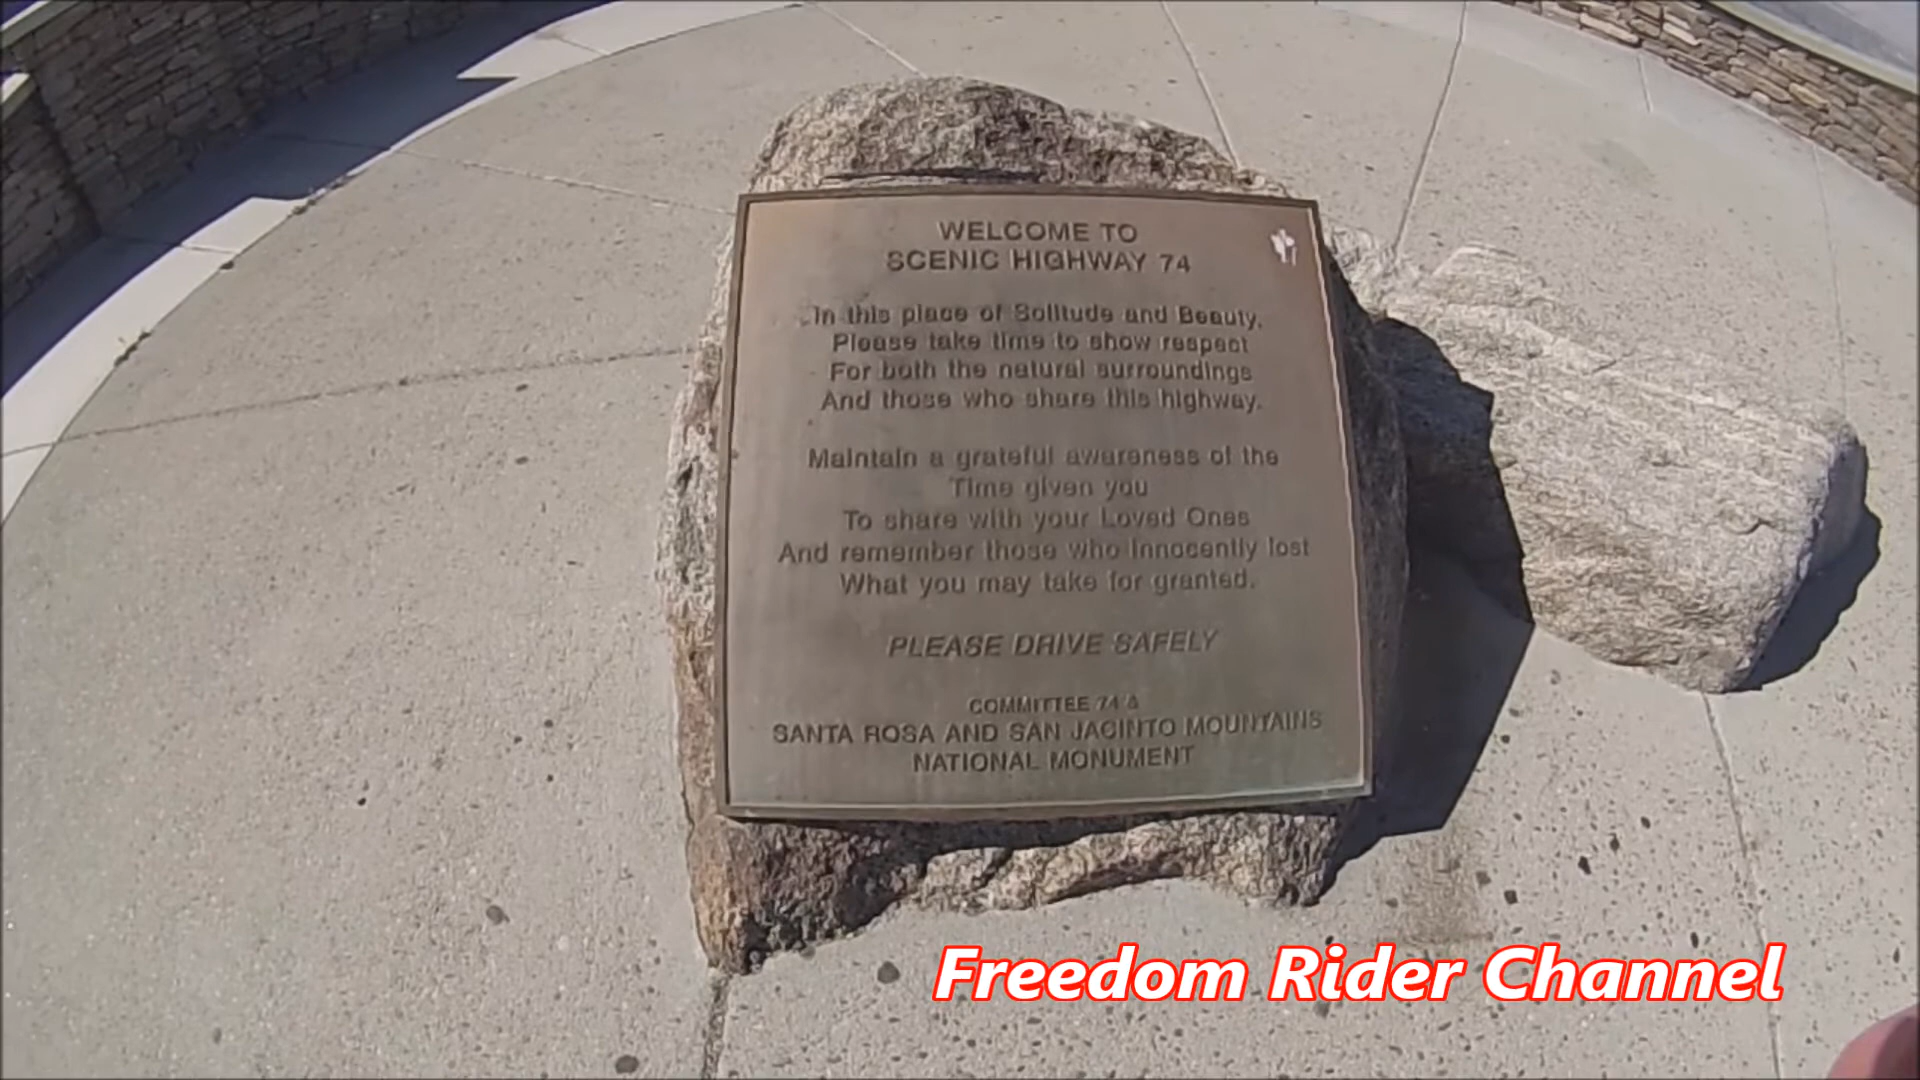 WELCOME TO
SCENIC HIGHWAY 74
In this place of Solitude and Beauty,
Please take time to show respect
For both the natural surroundings
And those who share this highway.
Maintain a grateful awareness of the
Time given you
To share with your Loved Ones
And remember those who innocently lost
What you may take for granted.
PLEASE DRIVE SAFELY
COMMITTEE 74 &
SANTA ROSA AND SAN JACINTO MOUNTAINS
NATIONAL MONUMENT
Freedom Rider Channel